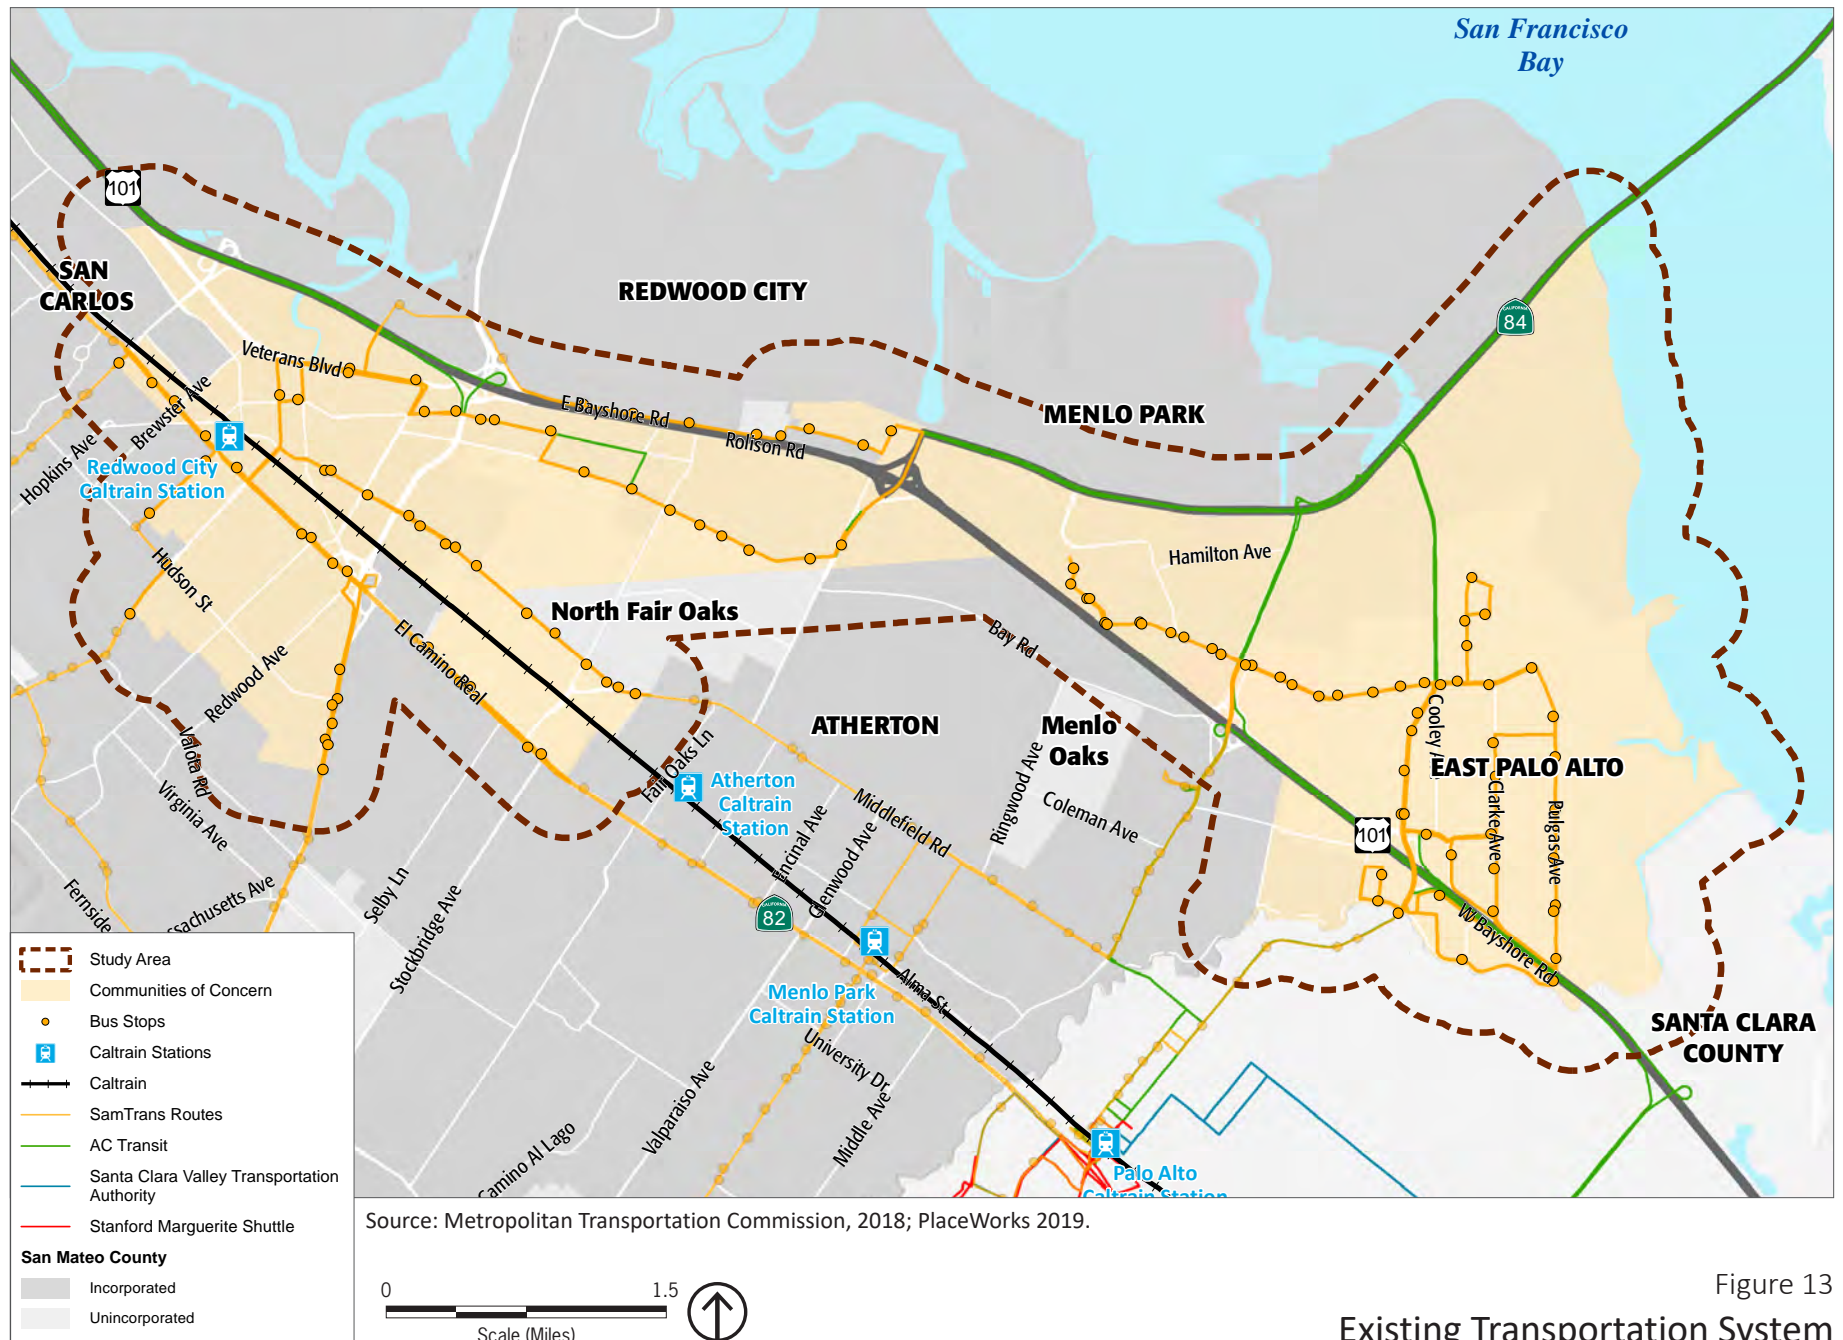 San Francisco
Bay
101
SAN
CARLOS
REDWOOD CITY
84
Veterans Blvd
MENLO PARK
E Bayshore Rd
Rolison Rd
Brewster Ave
Hopkins Ave
Redwood City
Caltrain Station
Hamilton Ave
Hudson St
North Fair Oaks
El Camino Real
Bay Rd
Redwood Ave
Valota Rd
ATHERTON
Menlo
Oaks
Cooley
EAST PALO ALTO
Fair Oaks Ln
Atherton
Caltrain
Station
Virginia Ave
Ringwood Ave
Coleman Ave
Middlefield Rd
Encinal Ave
Glenwood Ave
101
Clarke Ave
Pulgas Ave
Selby Ln
Stockbridge Ave
Fernside
ssachusetts Ave
82
W Bayshore Rd
Alma St
Menlo Park
Caltrain Station
SANTA CLARA
COUNTY
University Dr
Valparaiso Ave
Middle Ave
Camino Al Lago
Palo Alto
Caltrain Station
Study Area
Communities of Concern
Bus Stops
Caltrain Stations
Caltrain
SamTrans Routes
AC Transit
Santa Clara Valley Transportation
Authority
Stanford Marguerite Shuttle
San Mateo County
Incorporated
Unincorporated
Source: Metropolitan Transportation Commission, 2018; PlaceWorks 2019.
0 1.5
Scale (Miles)
Figure 13
Existing Transportation System